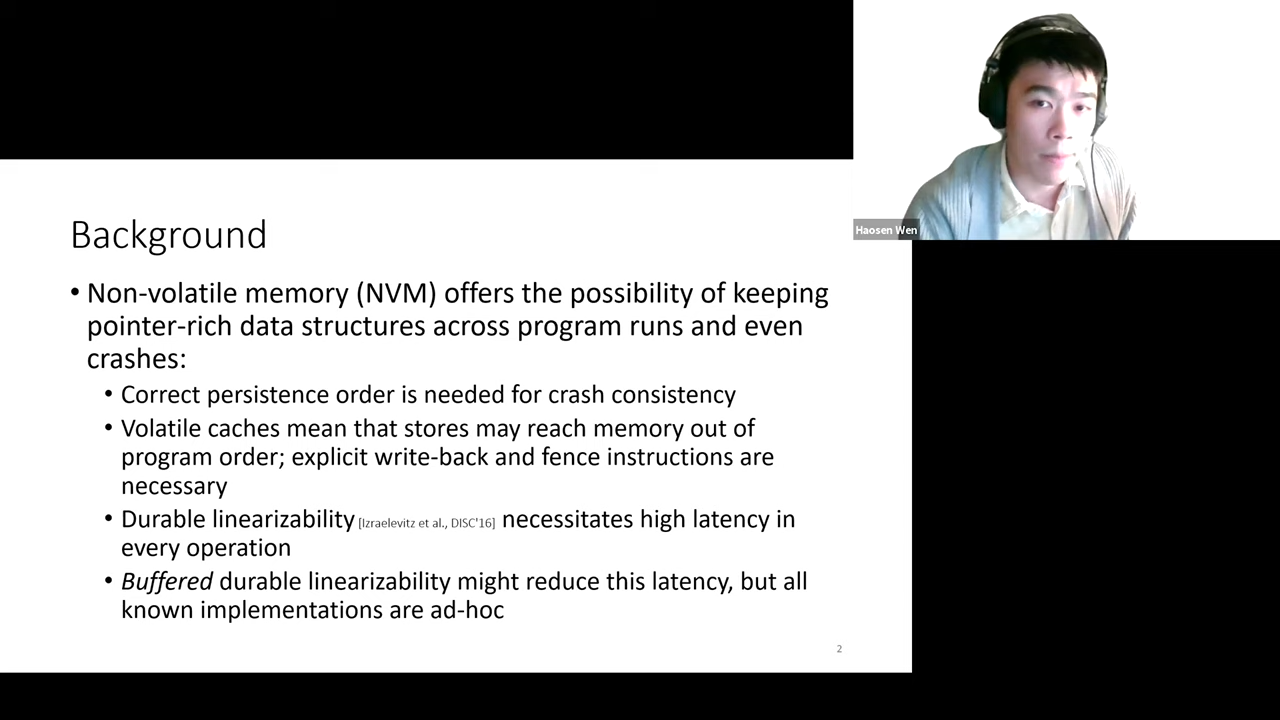 Haosen Wen
Background
• Non-volatile memory (NVM) offers the possibility of keeping
pointer-rich data structures across program runs and even
crashes:
• Correct persistence order is needed for crash consistency
• Volatile caches mean that stores may reach memory out of
program order; explicit write-back and fence instructions are
necessary
• Durable linearizability [Izraelevitz et al., DISC'16] necessitates high latency in
every operation
• Buffered durable linearizability might reduce this latency, but all
known implementations are ad-hoc
2